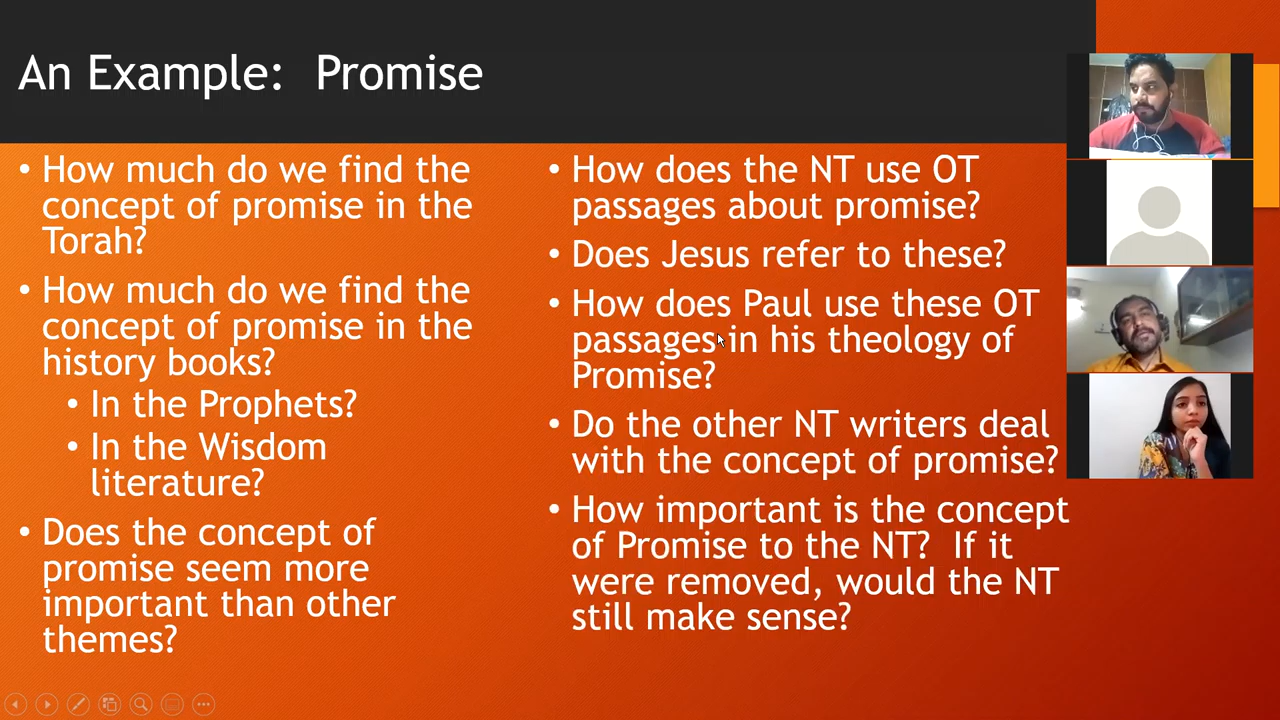 An Example:  Promise
• How much do we find the
concept of promise in the
Torah?
• How much do we find the
concept of promise in the
history books?
• In the Prophets?
• In the Wisdom
literature?
• Does the concept of
promise seem more
important than other
themes?
• How does the NT use OT
passages about promise?
• Does Jesus refer to these?
• How does Paul use these OT
passages in his theology of
Promise?
• Do the other NT writers deal
with the concept of promise?
• How important is the concept
of Promise to the NT?  If it
were removed, would the NT
still make sense?